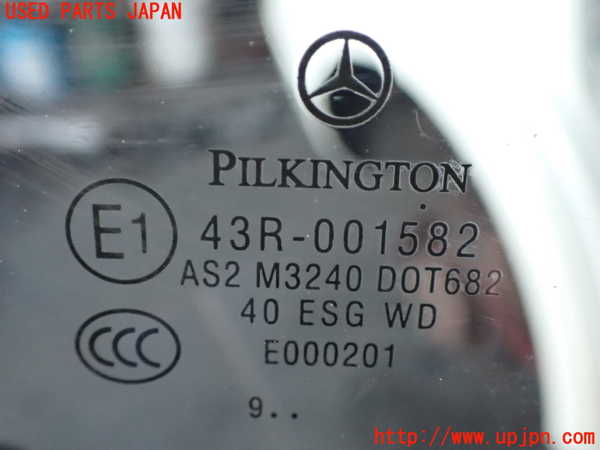 USED PARTS JAPAN
PILKINGTON
E1
43R-001582
AS2 M3240 DOT682
40 ESG WD
CCC
E000201
9..
http://www.upjpn.com/